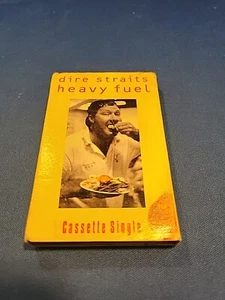 dire straits
heavy fuel
Cassette Single